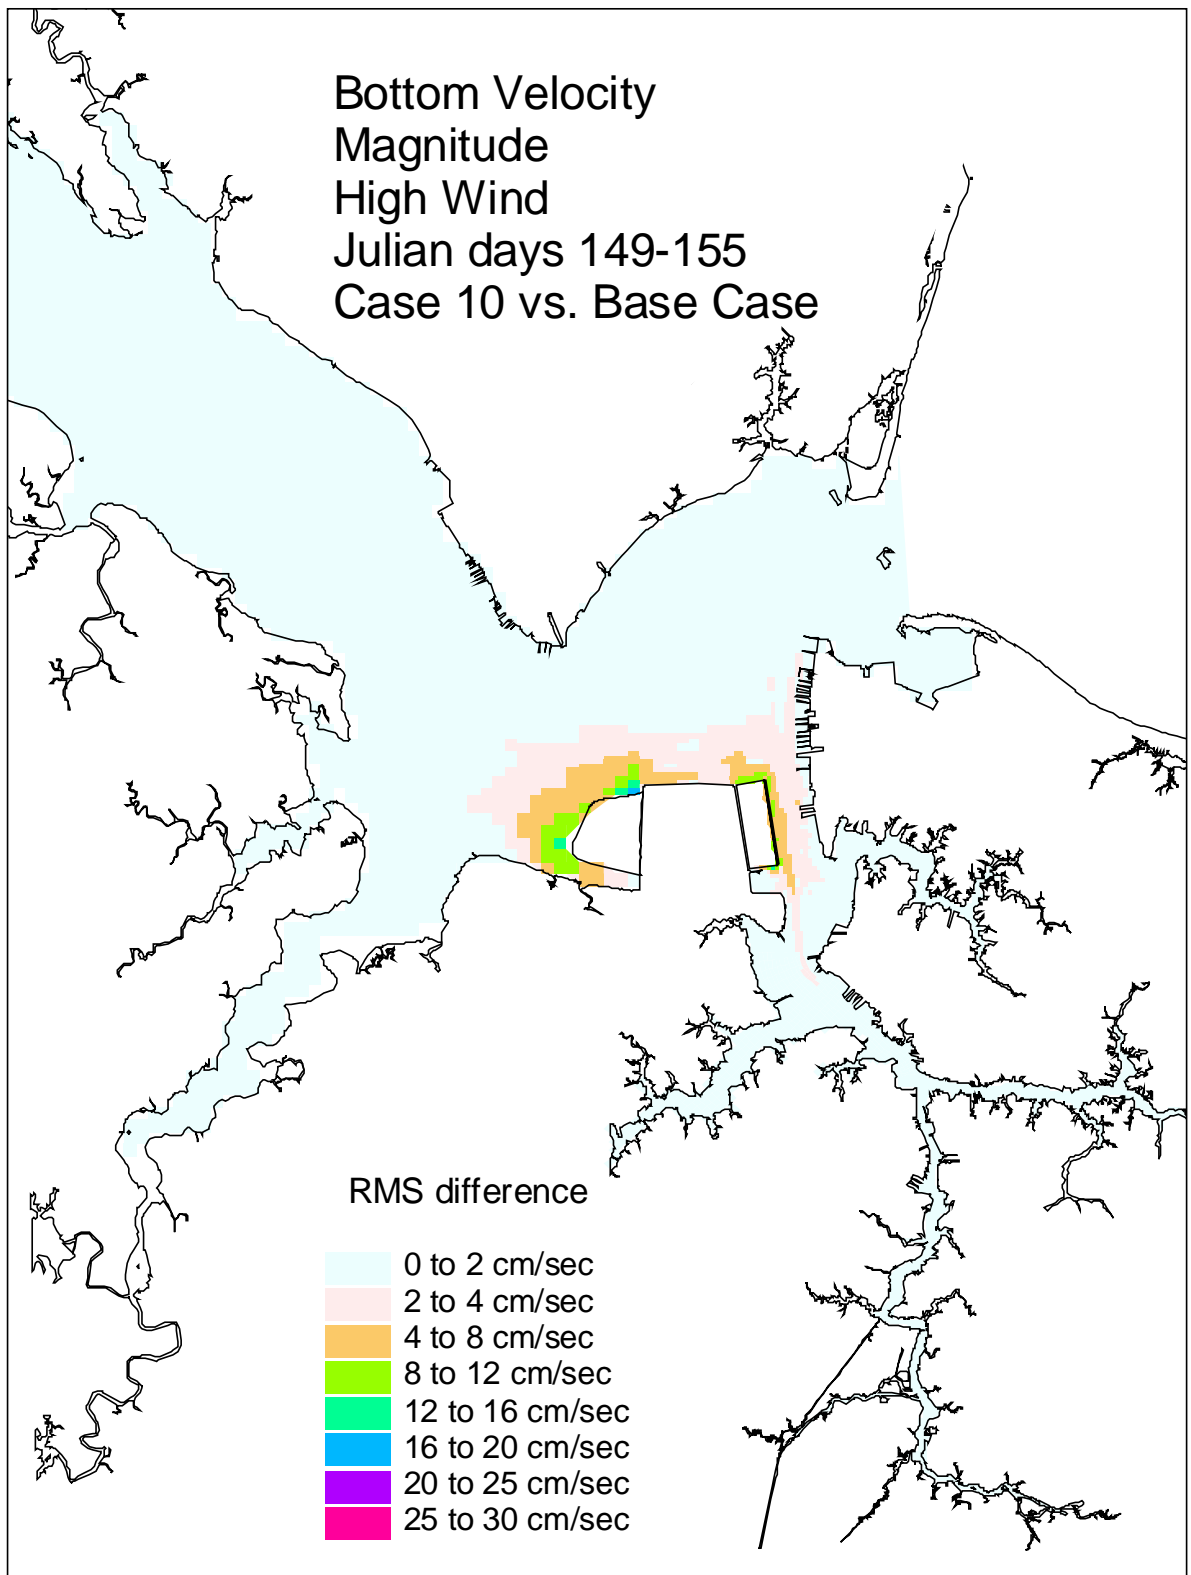 Bottom Velocity
Magnitude
High Wind
Julian days 149-155
Case 10 vs. Base Case
RMS difference
0 to 2 cm/sec
2 to 4 cm/sec
4 to 8 cm/sec
8 to 12 cm/sec
12 to 16 cm/sec
16 to 20 cm/sec
20 to 25 cm/sec
25 to 30 cm/sec